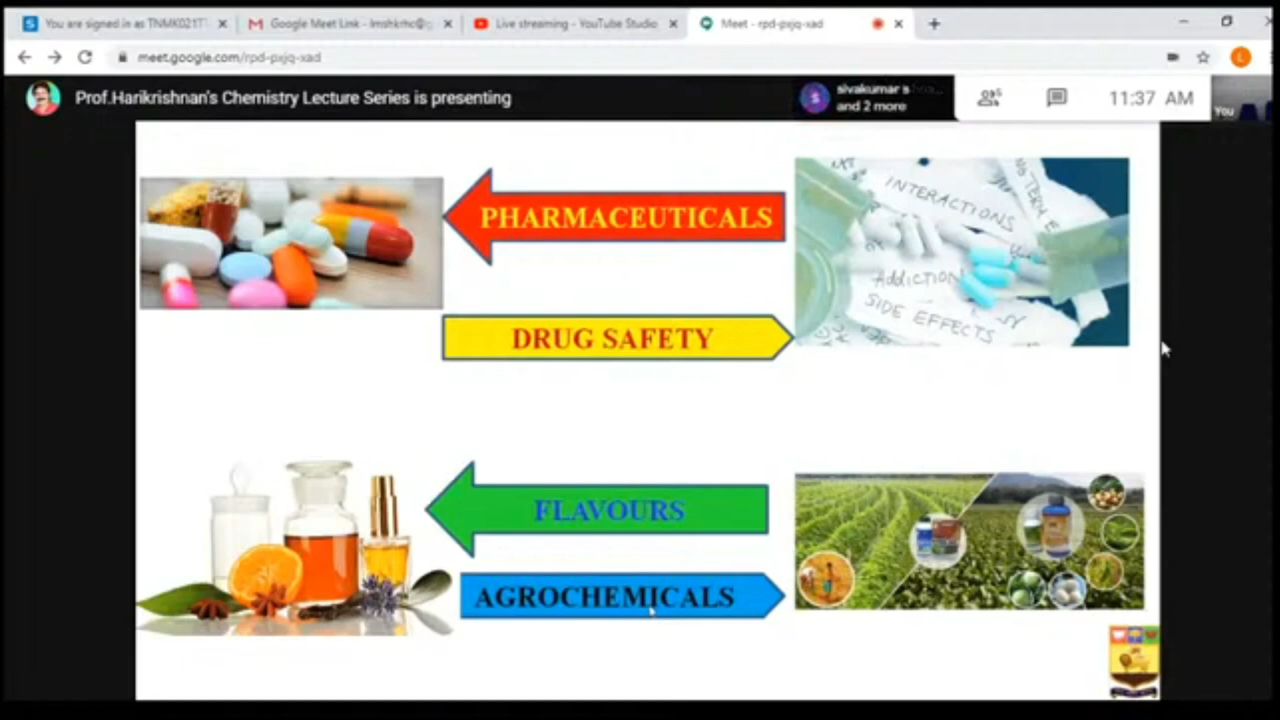 You are signed in as TNMK021T
Google Meet Link - lmshkrhc@
Live streaming - YouTube Studio
Meet - rpd-pxjq-xad
meet.google.com/rpd-pxjq-xad
Prof.Harikrishnan's Chemistry Lecture Series is presenting
sivakumar s
and 2 more
11:37 AM
You
PHARMACEUTICALS
INTERACTIONS
Addiction
SIDE EFFECTS
DRUG SAFETY
FLAVOURS
AGROCHEMICALS